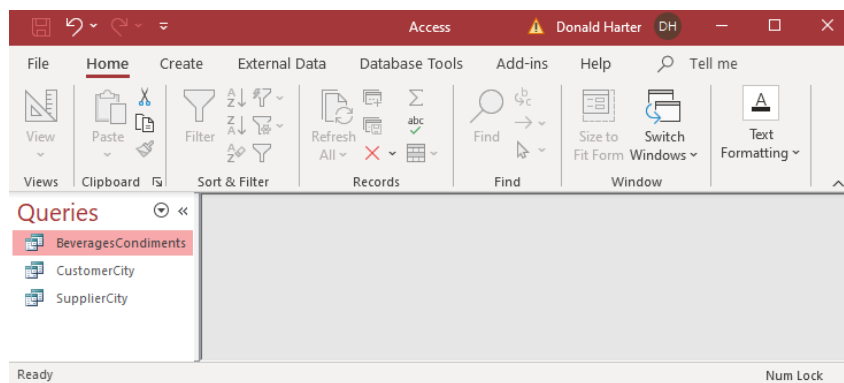 Access Donald Harter DH
File Home Create External Data Database Tools Add-ins Help Tell me
View Paste Filter Refresh All abc Find Size to Fit Form Switch Windows A Text Formatting
Views Clipboard Sort & Filter Records Find Window
Queries
BeveragesCondiments
CustomerCity
SupplierCity
Ready Num Lock